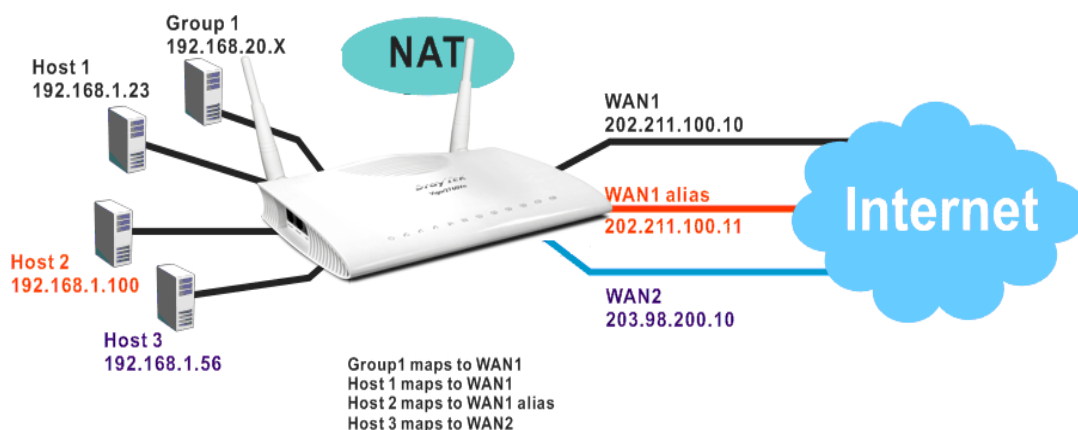 Group 1
192.168.20.X
NAT
Host 1
192.168.1.23
WAN1
202.211.100.10
DrayTek
WAN1 alias
202.211.100.11
Internet
Host 2
192.168.1.100
WAN2
203.98.200.10
Host 3
192.168.1.56
Group1 maps to WAN1
Host 1 maps to WAN1
Host 2 maps to WAN1 alias
Host 3 maps to WAN2